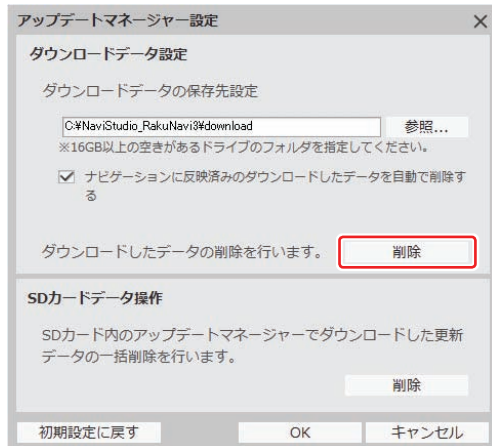 アップデートマネージャー設定
ダウンロードデータ設定
ダウンロードデータの保存先設定
C:¥NaviStudio_RakuNavi3¥download 参照...
※16GB以上の空きがあるドライブのフォルダを指定してください。
ナビゲーションに反映済みのダウンロードしたデータを自動で削除す
る
ダウンロードしたデータの削除を行います。 削除
SDカードデータ操作
SDカード内のアップデートマネージャーでダウンロードした更新
データの一括削除を行います。
削除
初期設定に戻す OK キャンセル